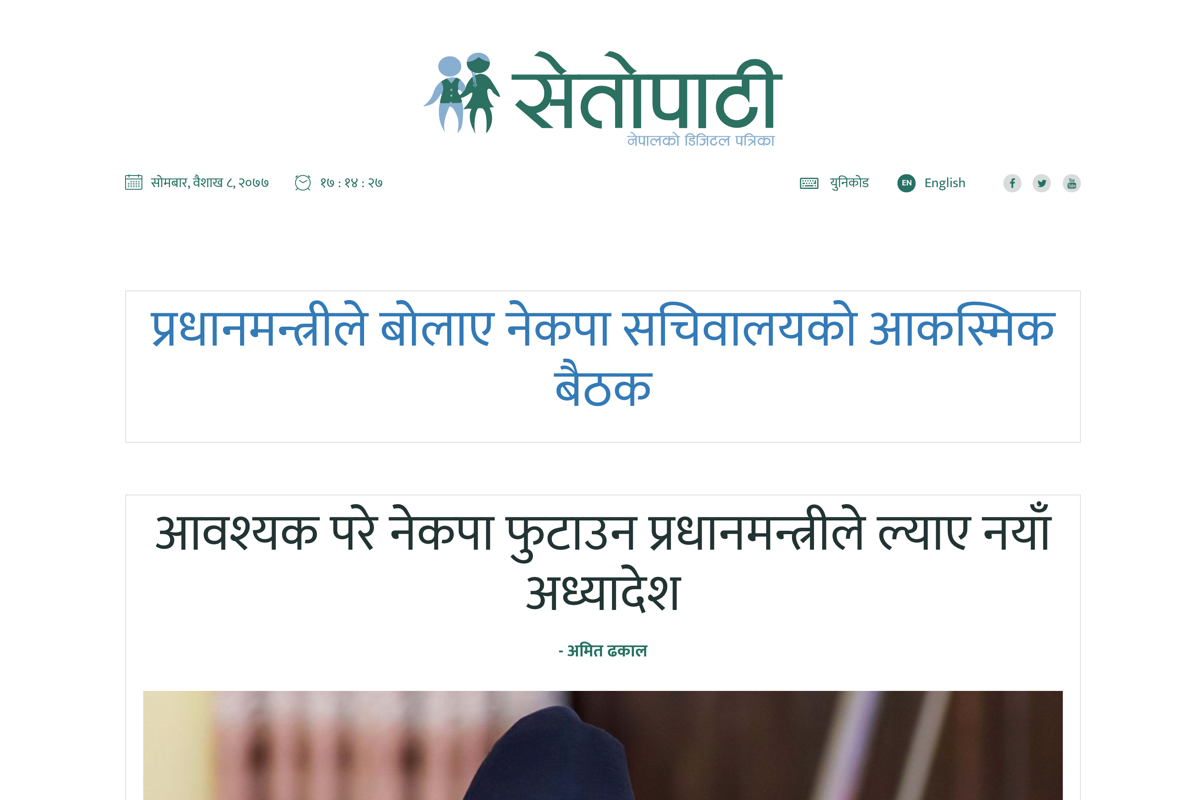 सेतोपाटी
नेपालको डिजिटल पत्रिका
सोमबार, वैशाख ८, २०७७
१७ : १४ : २७
युनिकोड
EN English
प्रधानमन्त्रीले बोलाए नेकपा सचिवालयको आकस्मिक
बैठक
आवश्यक परे नेकपा फुटाउन प्रधानमन्त्रीले ल्याए नयाँ
अध्यादेश
- अमित ढकाल